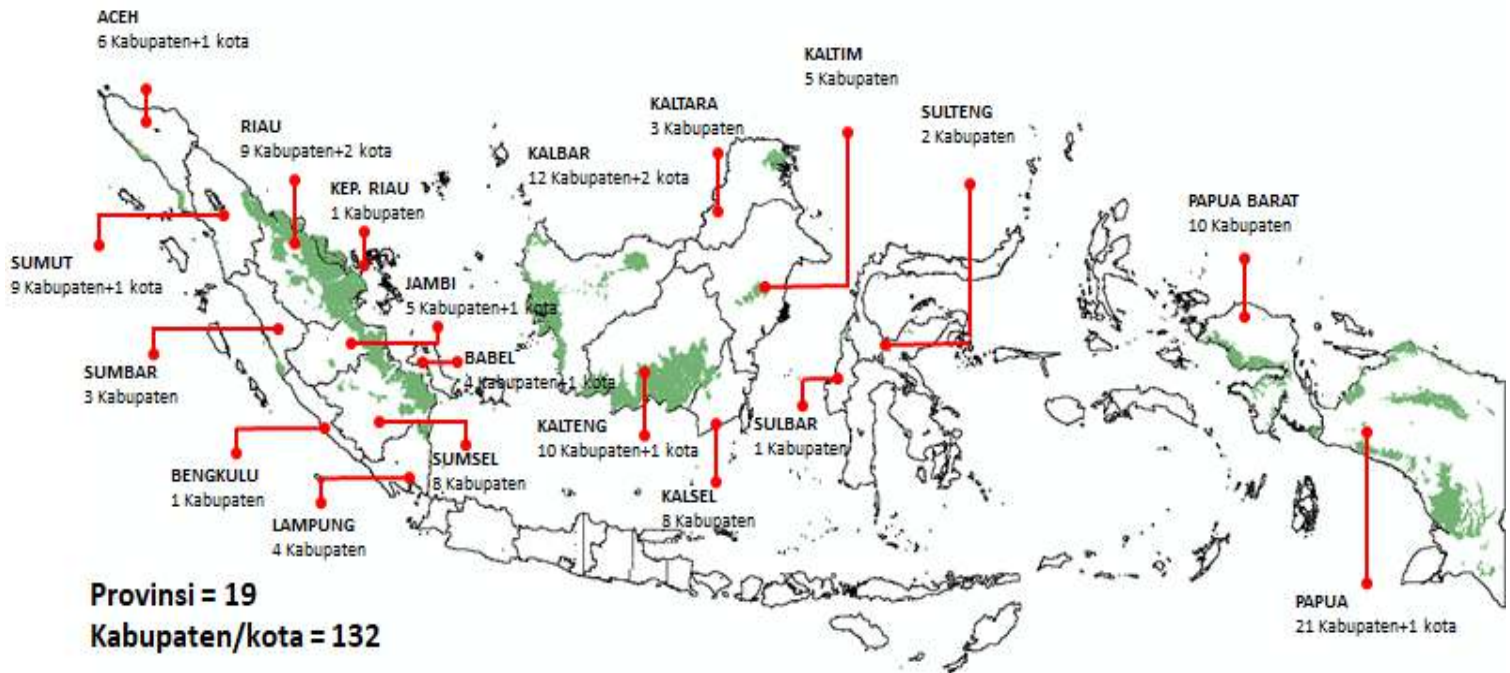 ACEH
6 Kabupaten+1 kota
RIAU
9 Kabupaten+2 kota
KEP. RIAU
1 Kabupaten
KALBAR
12 Kabupaten+2 kota
KALTARA
3 Kabupaten
KALTIM
5 Kabupaten
SULTENG
2 Kabupaten
PAPUA BARAT
10 Kabupaten
SUMUT
9 Kabupaten+1 kota
JAMBI
5 Kabupaten+1 kota
SUMBAR
3 Kabupaten
BABEL
4 Kabupaten+1 kota
BENGKULU
1 Kabupaten
SUMSEL
8 Kabupaten
LAMPUNG
4 Kabupaten
KALTENG
10 Kabupaten+1 kota
KALSEL
8 Kabupaten
SULBAR
1 Kabupaten
PAPUA
21 Kabupaten+1 kota
Provinsi = 19
Kabupaten/kota = 132